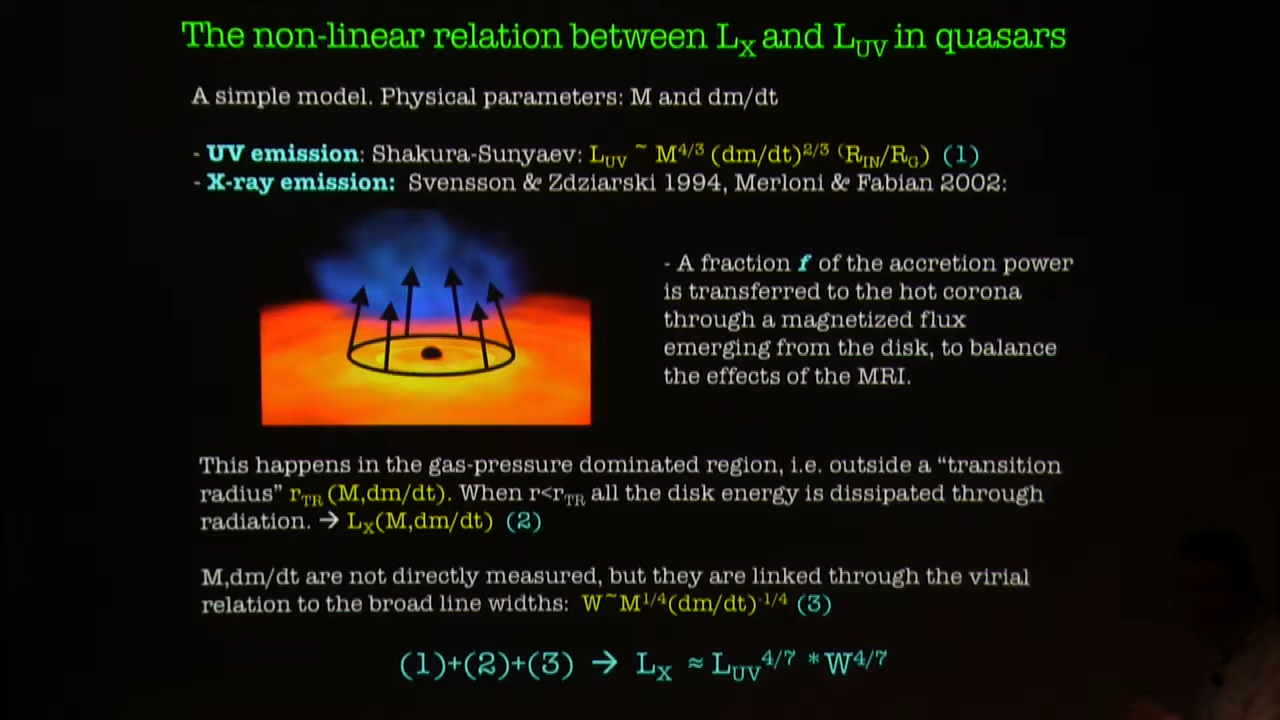 The non-linear relation between L_X and L_UV in quasars
A simple model. Physical parameters: M and dm/dt
- UV emission: Shakura-Sunyaev: L_UV ~ M^4/3 (dm/dt)^2/3 (R_IN/R_G) (1)
- X-ray emission: Svensson & Zdziarski 1994, Merloni & Fabian 2002:
- A fraction f of the accretion power
is transferred to the hot corona
through a magnetized flux
emerging from the disk, to balance
the effects of the MRI.
This happens in the gas-pressure dominated region, i.e. outside a “transition
radius” r_TR (M,dm/dt). When r<r_TR all the disk energy is dissipated through
radiation. → L_X(M,dm/dt) (2)
M,dm/dt are not directly measured, but they are linked through the virial
relation to the broad line widths: W~M^1/4(dm/dt)^-1/4 (3)
(1)+(2)+(3) → L_X ≈ L_UV^4/7 *W^4/7